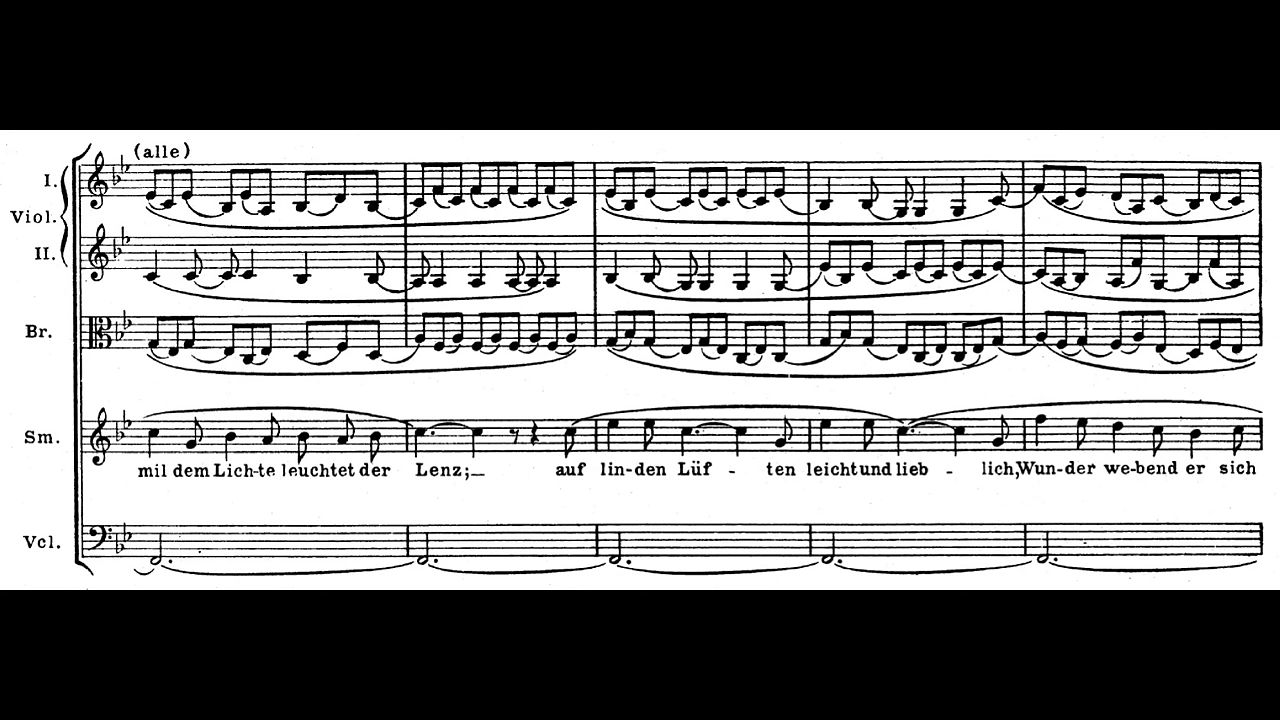 (alle)
I.
Viol.
II.
Br.
Sm.
mil dem Lich-te leuchtet der Lenz;_ auf lin-den Lüf - ten leicht und lieb - lich, Wun-der we-bend er sich
Vcl.